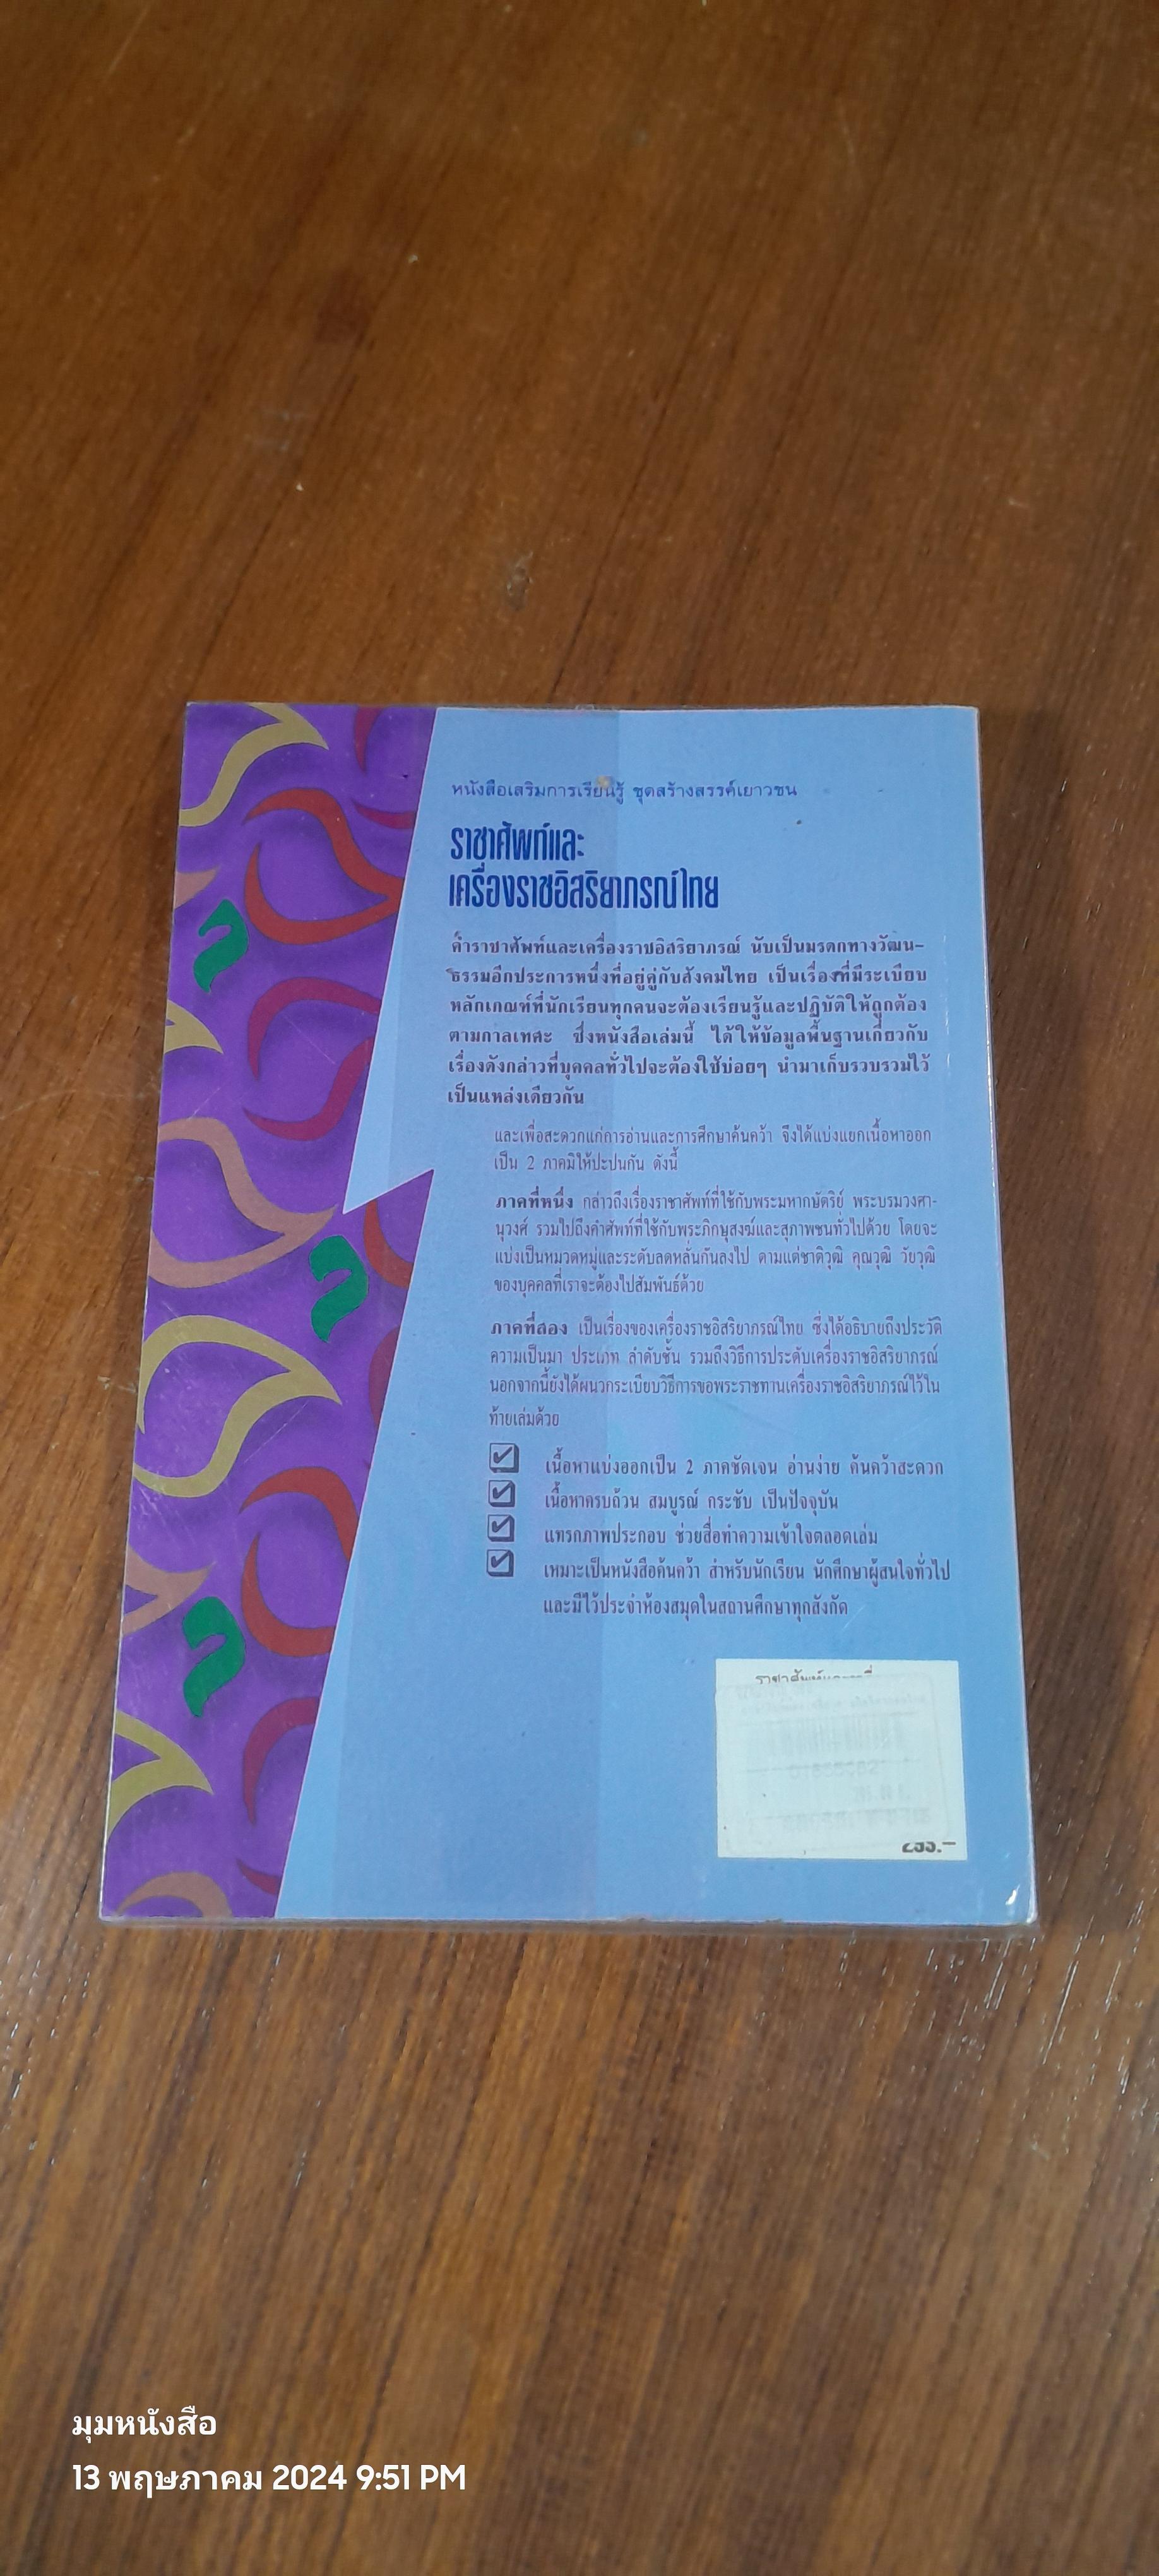 หนังสือเสริมการเรียนรู้ ชุดสร้างสรรค์เยาวชน
ราชาศัพท์และ
เครื่องราชอิสริยาภรณ์ไทย
คำราชาศัพท์และเครื่องราชอิสริยาภรณ์ นับเป็นมรดกทางวัฒน-
ธรรมอีกประการหนึ่งที่อยู่คู่กับสังคมไทย เป็นเรื่องที่มีระเบียบ
หลักเกณฑ์ที่นักเรียนทุกคนจะต้องเรียนรู้และปฏิบัติให้ถูกต้อง
ตามกาลเทศะ ซึ่งหนังสือเล่มนี้ ได้ให้ข้อมูลพื้นฐานเกี่ยวกับ
เรื่องดังกล่าวที่บุคคลทั่วไปจะต้องใช้บ่อยๆ นำมาเก็บรวบรวมไว้
เป็นแหล่งเดียวกัน
และเพื่อสะดวกแก่การอ่านและการศึกษาค้นคว้า จึงได้แบ่งแยกเนื้อหาออก
เป็น 2 ภาคมิให้ปะปนกัน ดังนี้
ภาคที่หนึ่ง กล่าวถึงเรื่องราชาศัพท์ที่ใช้กับพระมหากษัตริย์ พระบรมวงศา-
นุวงศ์ รวมไปถึงคำศัพท์ที่ใช้กับพระภิกษุสงฆ์และสุภาพชนทั่วไปด้วย โดยจะ
แบ่งเป็นหมวดหมู่และระดับลดหลั่นกันลงไป ตามแต่ชาติวุฒิ คุณวุฒิ วัยวุฒิ
ของบุคคลที่เราจะต้องไปสัมพันธ์ด้วย
ภาคที่สอง เป็นเรื่องของเครื่องราชอิสริยาภรณ์ไทย ซึ่งได้อธิบายถึงประวัติ
ความเป็นมา ประเภท ลำดับชั้น รวมถึงวิธีการประดับเครื่องราชอิสริยาภรณ์
นอกจากนี้ยังได้ผนวกระเบียบวิธีการขอพระราชทานเครื่องราชอิสริยาภรณ์ไว้ใน
ท้ายเล่มด้วย
เนื้อหาแบ่งออกเป็น 2 ภาคชัดเจน อ่านง่าย ค้นคว้าสะดวก
เนื้อหาครบถ้วน สมบูรณ์ กระชับ เป็นปัจจุบัน
แทรกภาพประกอบ ช่วยสื่อทำความเข้าใจตลอดเล่ม
เหมาะเป็นหนังสือค้นคว้า สำหรับนักเรียน นักศึกษาผู้สนใจทั่วไป
และมีไว้ประจำห้องสมุดในสถานศึกษาทุกสังกัด
มุมหนังสือ
13 พฤษภาคม 2024 9:51 PM